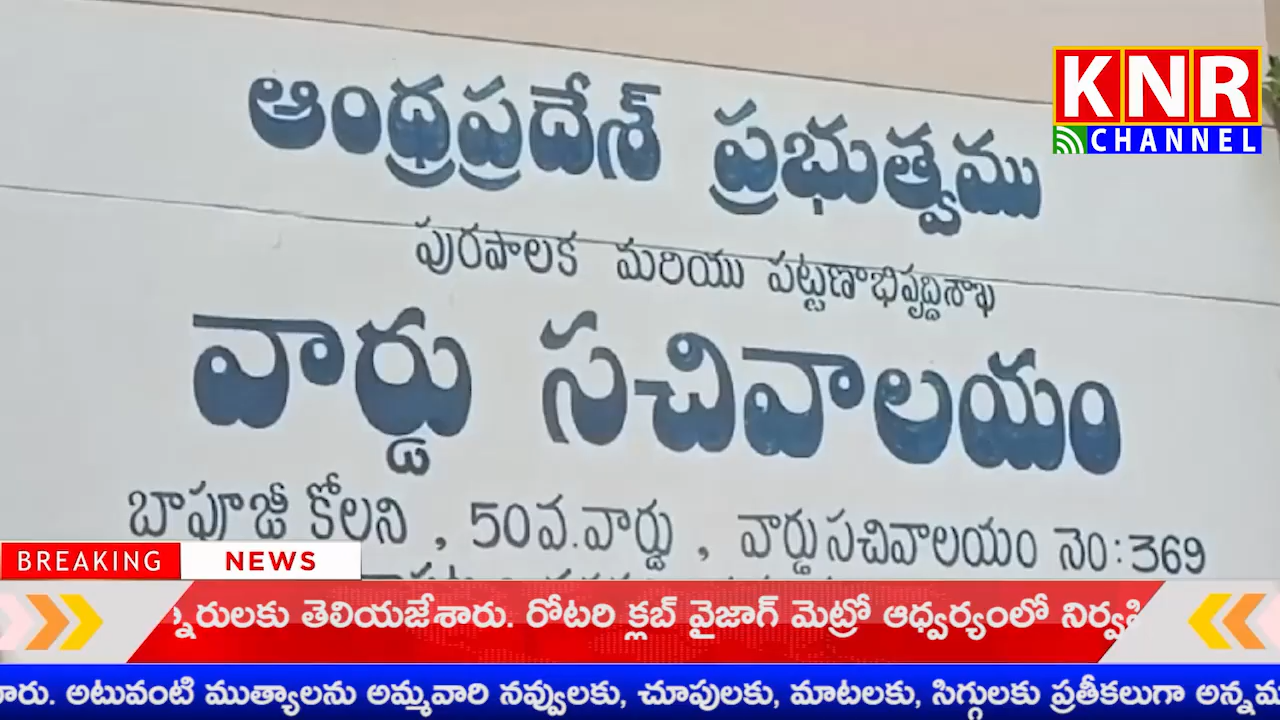 ఆంధ్రప్రదేశ్ ప్రభుత్వము
KNR
CHANNEL
పురపాలక మరియు పట్టణాభివృద్ధిశాఖ
వార్డు సచివాలయం
బాపూజీ కోలని , 50వ.వార్డు , వార్డుసచివాలయం నెం:369
BREAKING NEWS
తెలియజేశారు. రోటరి క్లబ్ వైజాగ్ మెట్రో ఆధ్వర్యంలో
అటువంటి ముత్యాలను అమ్మవారి నవ్వులకు, చూపులకు, మాటలకు, సిగ్గులకు ప్రతీకలుగా